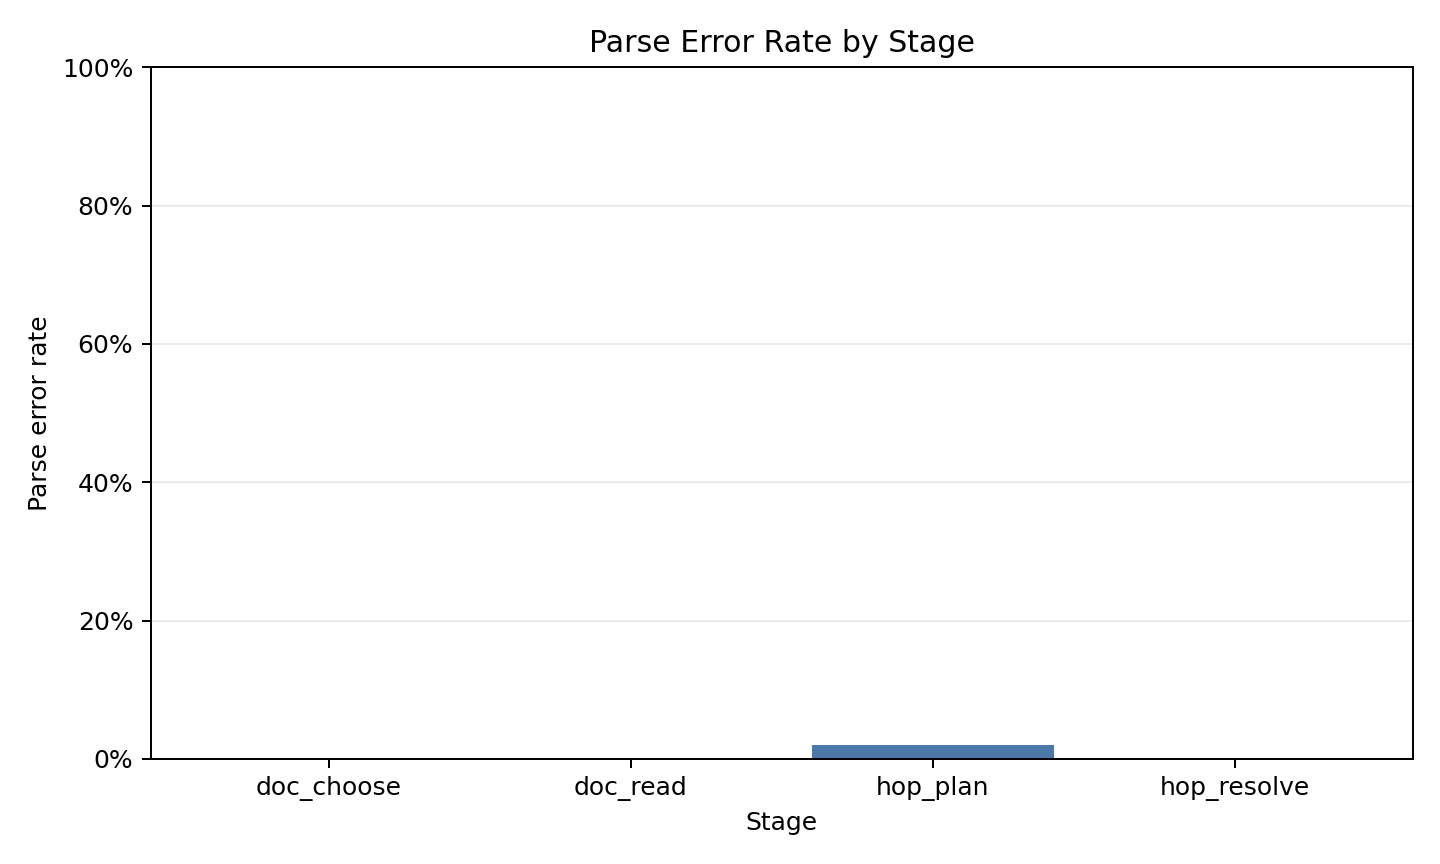 Parse Error Rate by Stage
100%
80%
60%
40%
20%
0%
Parse error rate
doc_choose doc_read hop_plan hop_resolve
Stage